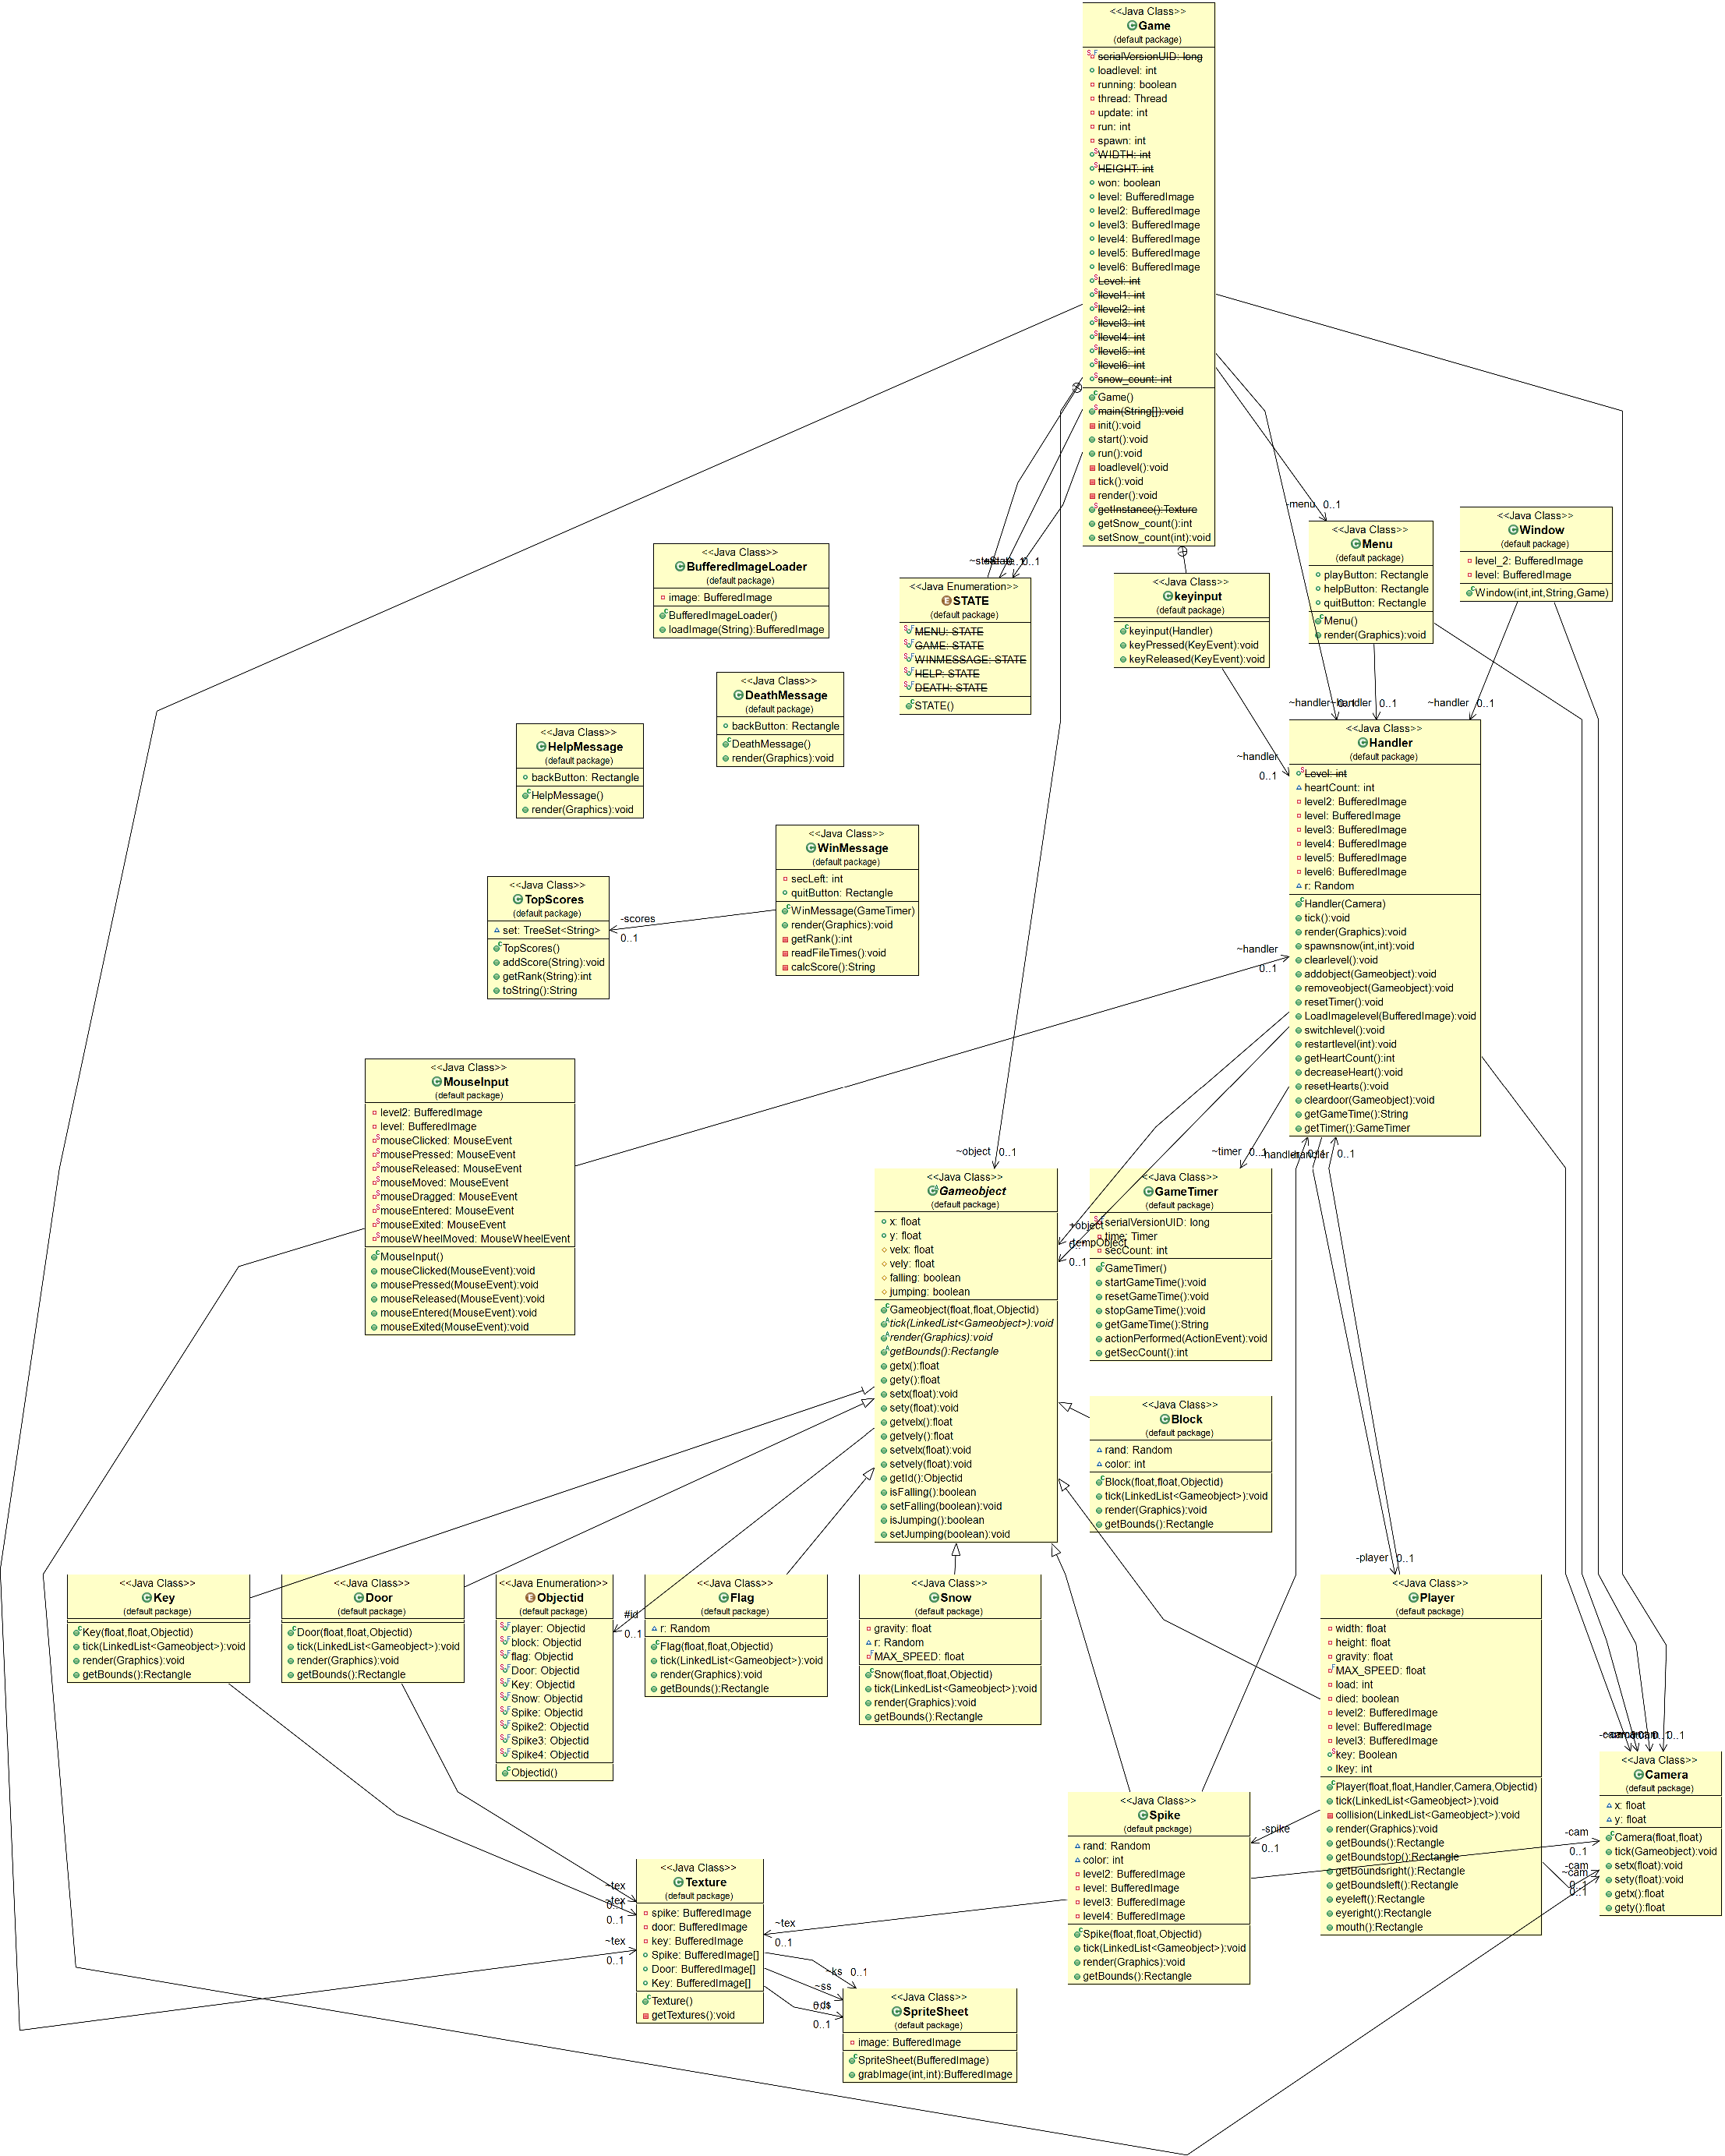 <<Java Class>>
Game
(default package)
serialVersionUID: long
loadlevel: int
running: boolean
thread: Thread
update: int
run: int
spawn: int
WIDTH: int
HEIGHT: int
won: boolean
level: BufferedImage
level2: BufferedImage
level3: BufferedImage
level4: BufferedImage
level5: BufferedImage
level6: BufferedImage
Level: int
llevel1: int
llevel2: int
llevel3: int
llevel4: int
llevel5: int
llevel6: int
snow_count: int
Game()
main(String[]):void
init():void
start():void
run():void
loadlevel():void
tick():void
render():void
getInstance():Texture
getSnow_count():int
setSnow_count(int):void
-menu 0..1
<<Java Class>>
Window
(default package)
level_2: BufferedImage
level: BufferedImage
Window(int,int,String,Game)
<<Java Class>>
Menu
(default package)
playButton: Rectangle
helpButton: Rectangle
quitButton: Rectangle
Menu()
render(Graphics):void
<<Java Class>>
BufferedImageLoader
(default package)
image: BufferedImage
BufferedImageLoader()
loadImage(String):BufferedImage
0..1
<<Java Enumeration>>
STATE
(default package)
MENU: STATE
GAME: STATE
WINMESSAGE: STATE
HELP: STATE
DEATH: STATE
STATE()
<<Java Class>>
keyinput
(default package)
keyinput(Handler)
keyPressed(KeyEvent):void
keyReleased(KeyEvent):void
<<Java Class>>
DeathMessage
(default package)
backButton: Rectangle
DeathMessage()
render(Graphics):void
<<Java Class>>
HelpMessage
(default package)
backButton: Rectangle
HelpMessage()
render(Graphics):void
~handler
~handler
0..1
~handler
0..1
~handler
0..1
<<Java Class>>
Handler
(default package)
Level: int
heartCount: int
level2: BufferedImage
level: BufferedImage
level3: BufferedImage
level4: BufferedImage
level5: BufferedImage
level6: BufferedImage
r: Random
Handler(Camera)
tick():void
render(Graphics):void
spawnsnow(int,int):void
clearlevel():void
addobject(Gameobject):void
removeobject(Gameobject):void
resetTimer():void
LoadImagelevel(BufferedImage):void
switchlevel():void
restartlevel(int):void
getHeartCount():int
decreaseHeart():void
resetHearts():void
cleardoor(Gameobject):void
getGameTime():String
getTimer():GameTimer
<<Java Class>>
WinMessage
(default package)
secLeft: int
quitButton: Rectangle
WinMessage(GameTimer)
render(Graphics):void
getRank():int
readFileTimes():void
calcScore():String
-scores
0..1
<<Java Class>>
TopScores
(default package)
set: TreeSet<String>
TopScores()
addScore(String):void
getRank(String):int
toString():String
~handler
0..1
<<Java Class>>
MouseInput
(default package)
level2: BufferedImage
level: BufferedImage
mouseClicked: MouseEvent
mousePressed: MouseEvent
mouseReleased: MouseEvent
mouseMoved: MouseEvent
mouseDragged: MouseEvent
mouseEntered: MouseEvent
mouseExited: MouseEvent
mouseWheelMoved: MouseWheelEvent
MouseInput()
mouseClicked(MouseEvent):void
mousePressed(MouseEvent):void
mouseReleased(MouseEvent):void
mouseEntered(MouseEvent):void
mouseExited(MouseEvent):void
~object 0..1
~timer 0..1
0..1
<<Java Class>>
Gameobject
(default package)
x: float
y: float
velx: float
vely: float
falling: boolean
jumping: boolean
Gameobject(float,float,Objectid)
tick(LinkedList<Gameobject>):void
render(Graphics):void
getBounds():Rectangle
getx():float
gety():float
setx(float):void
sety(float):void
getvelx():float
getvely():float
setvelx(float):void
setvely(float):void
getId():Objectid
isFalling():boolean
setFalling(boolean):void
isJumping():boolean
setJumping(boolean):void
+object
-tempObject
0..1
<<Java Class>>
GameTimer
(default package)
serialVersionUID: long
time: Timer
secCount: int
GameTimer()
startGameTime():void
resetGameTime():void
stopGameTime():void
getGameTime():String
actionPerformed(ActionEvent):void
getSecCount():int
<<Java Class>>
Block
(default package)
rand: Random
color: int
Block(float,float,Objectid)
tick(LinkedList<Gameobject>):void
render(Graphics):void
getBounds():Rectangle
-player 0..1
<<Java Class>>
Key
(default package)
Key(float,float,Objectid)
tick(LinkedList<Gameobject>):void
render(Graphics):void
getBounds():Rectangle
<<Java Class>>
Door
(default package)
Door(float,float,Objectid)
tick(LinkedList<Gameobject>):void
render(Graphics):void
getBounds():Rectangle
<<Java Enumeration>>
Objectid
(default package)
player: Objectid
block: Objectid
flag: Objectid
Door: Objectid
Key: Objectid
Snow: Objectid
Spike: Objectid
Spike2: Objectid
Spike3: Objectid
Spike4: Objectid
Objectid()
#id
0..1
<<Java Class>>
Flag
(default package)
r: Random
Flag(float,float,Objectid)
tick(LinkedList<Gameobject>):void
render(Graphics):void
getBounds():Rectangle
<<Java Class>>
Snow
(default package)
gravity: float
r: Random
MAX_SPEED: float
Snow(float,float,Objectid)
tick(LinkedList<Gameobject>):void
render(Graphics):void
getBounds():Rectangle
<<Java Class>>
Player
(default package)
width: float
height: float
gravity: float
MAX_SPEED: float
load: int
died: boolean
level2: BufferedImage
level: BufferedImage
level3: BufferedImage
key: Boolean
lkey: int
Player(float,float,Handler,Camera,Objectid)
tick(LinkedList<Gameobject>):void
collision(LinkedList<Gameobject>):void
render(Graphics):void
getBounds():Rectangle
getBoundstop():Rectangle
getBoundsright():Rectangle
getBoundsleft():Rectangle
eyeleft():Rectangle
eyeright():Rectangle
mouth():Rectangle
0..1
<<Java Class>>
Camera
(default package)
x: float
y: float
Camera(float,float)
tick(Gameobject):void
setx(float):void
sety(float):void
getx():float
gety():float
<<Java Class>>
Spike
(default package)
rand: Random
color: int
level2: BufferedImage
level: BufferedImage
level3: BufferedImage
level4: BufferedImage
Spike(float,float,Objectid)
tick(LinkedList<Gameobject>):void
render(Graphics):void
getBounds():Rectangle
-spike
0..1
-cam
0..1
-cam
~cam
0..1
<<Java Class>>
Texture
(default package)
spike: BufferedImage
door: BufferedImage
key: BufferedImage
Spike: BufferedImage[]
Door: BufferedImage[]
Key: BufferedImage[]
Texture()
getTextures():void
~tex
~tex
0..1
~tex
0..1
~tex
0..1
~ks 0..1
~ss
~ds
0..1
<<Java Class>>
SpriteSheet
(default package)
image: BufferedImage
SpriteSheet(BufferedImage)
grabImage(int,int):BufferedImage